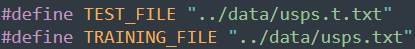 #define TEST_FILE "../data/usps.t.txt"
#define TRAINING_FILE "../data/usps.txt"